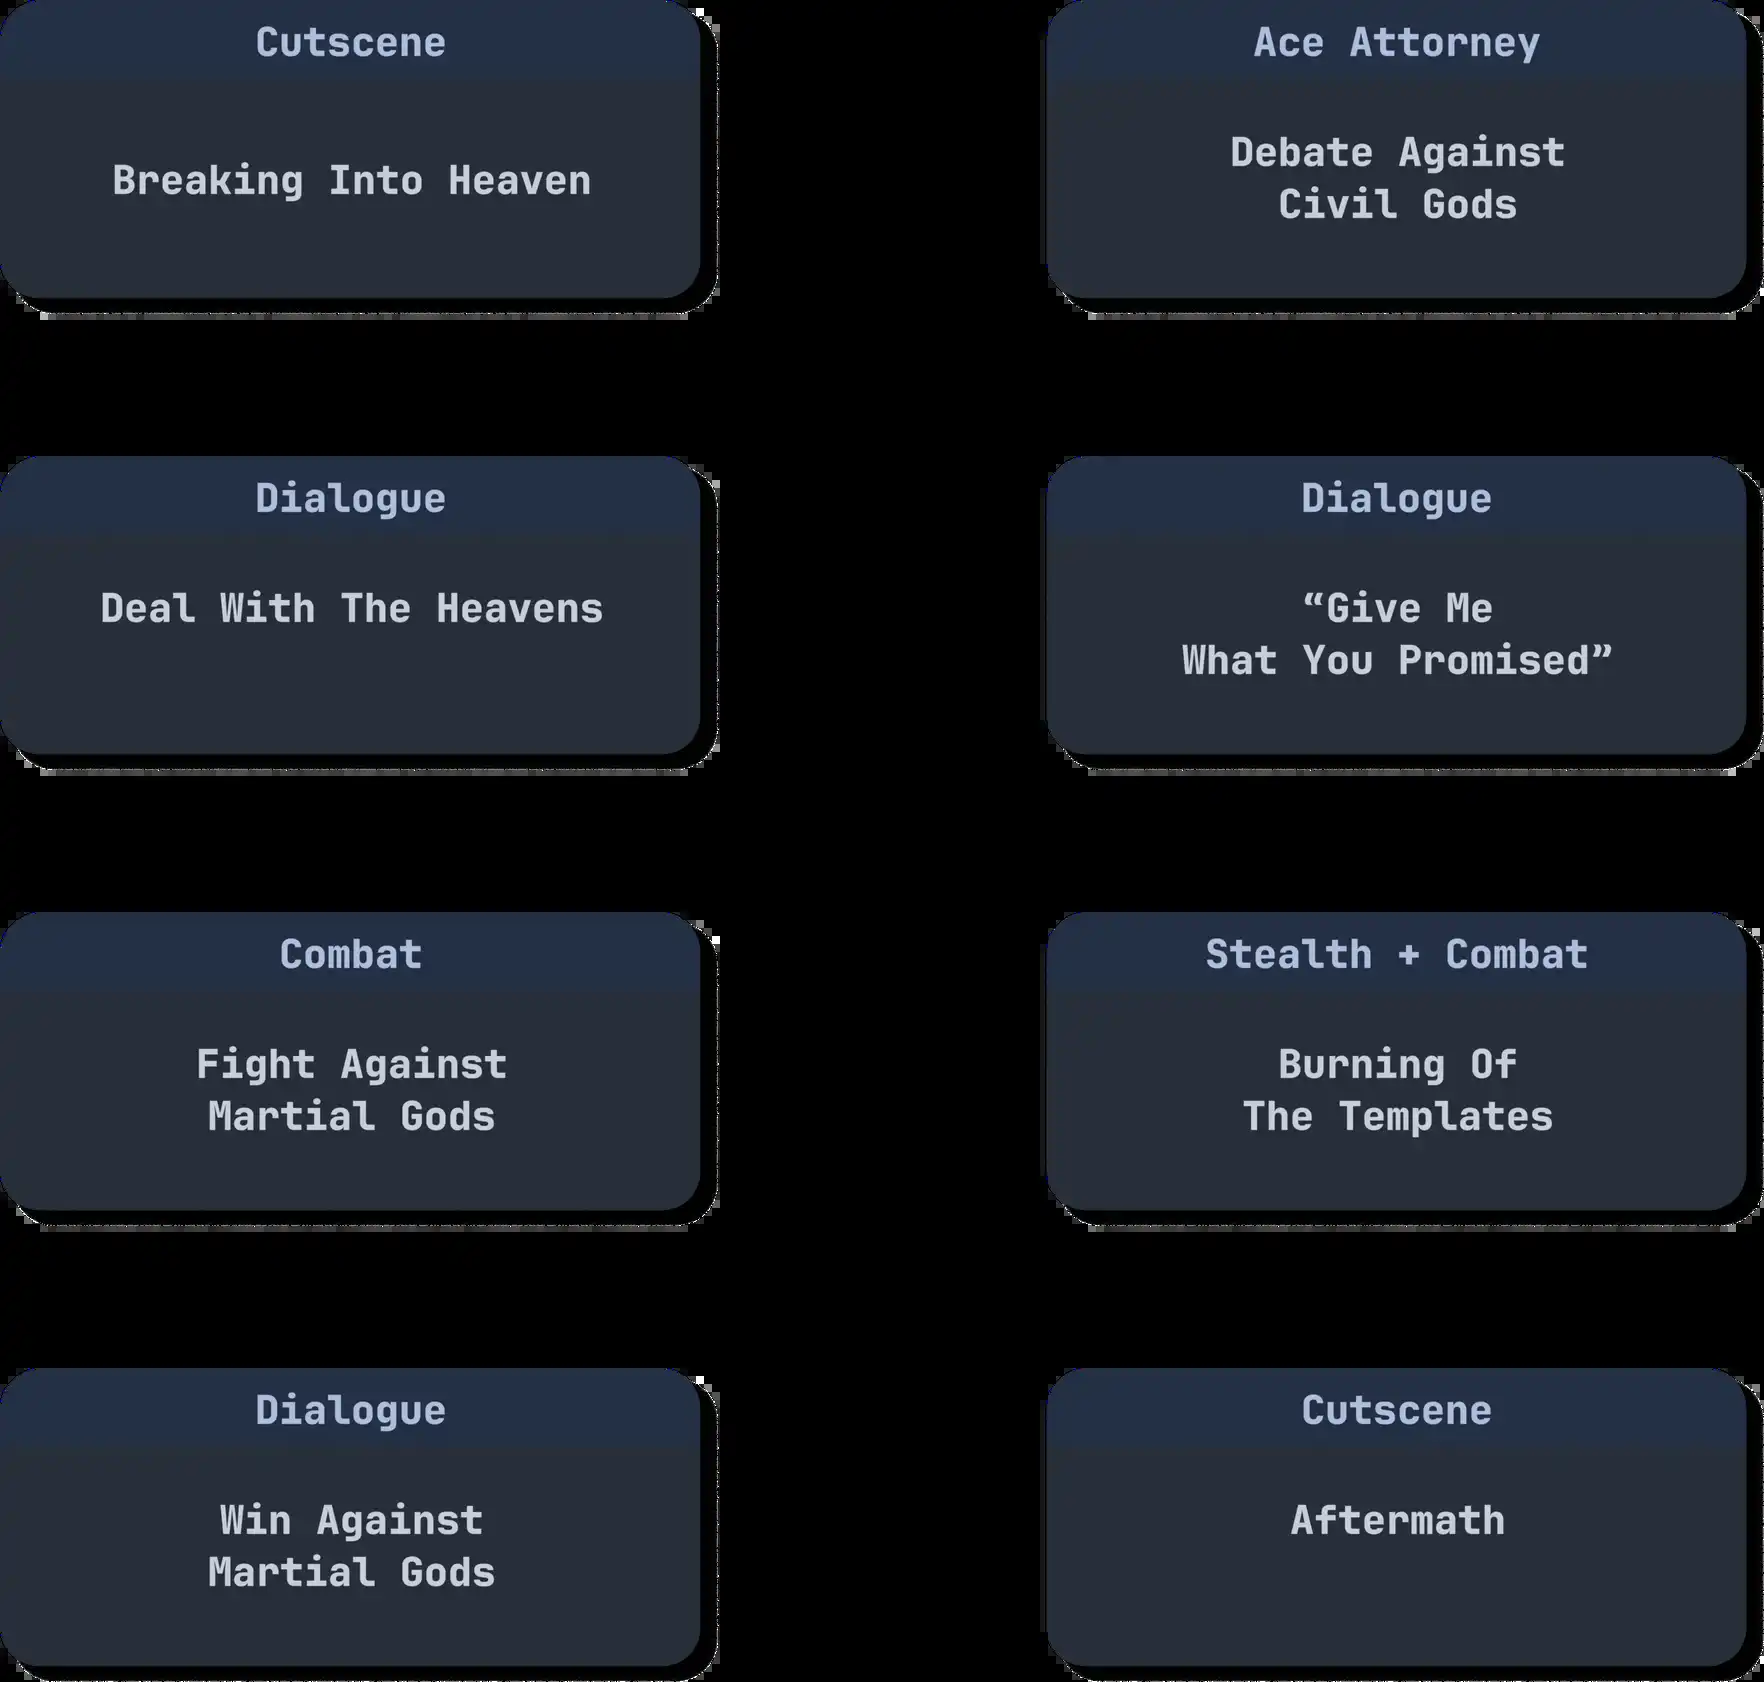 Cutscene
Breaking Into Heaven
Dialogue
Deal With The Heavens
Combat
Fight Against
Martial Gods
Dialogue
Win Against
Martial Gods
Ace Attorney
Debate Against
Civil Gods
Dialogue
“Give Me
What You Promised”
Stealth + Combat
Burning Of
The Templates
Cutscene
Aftermath